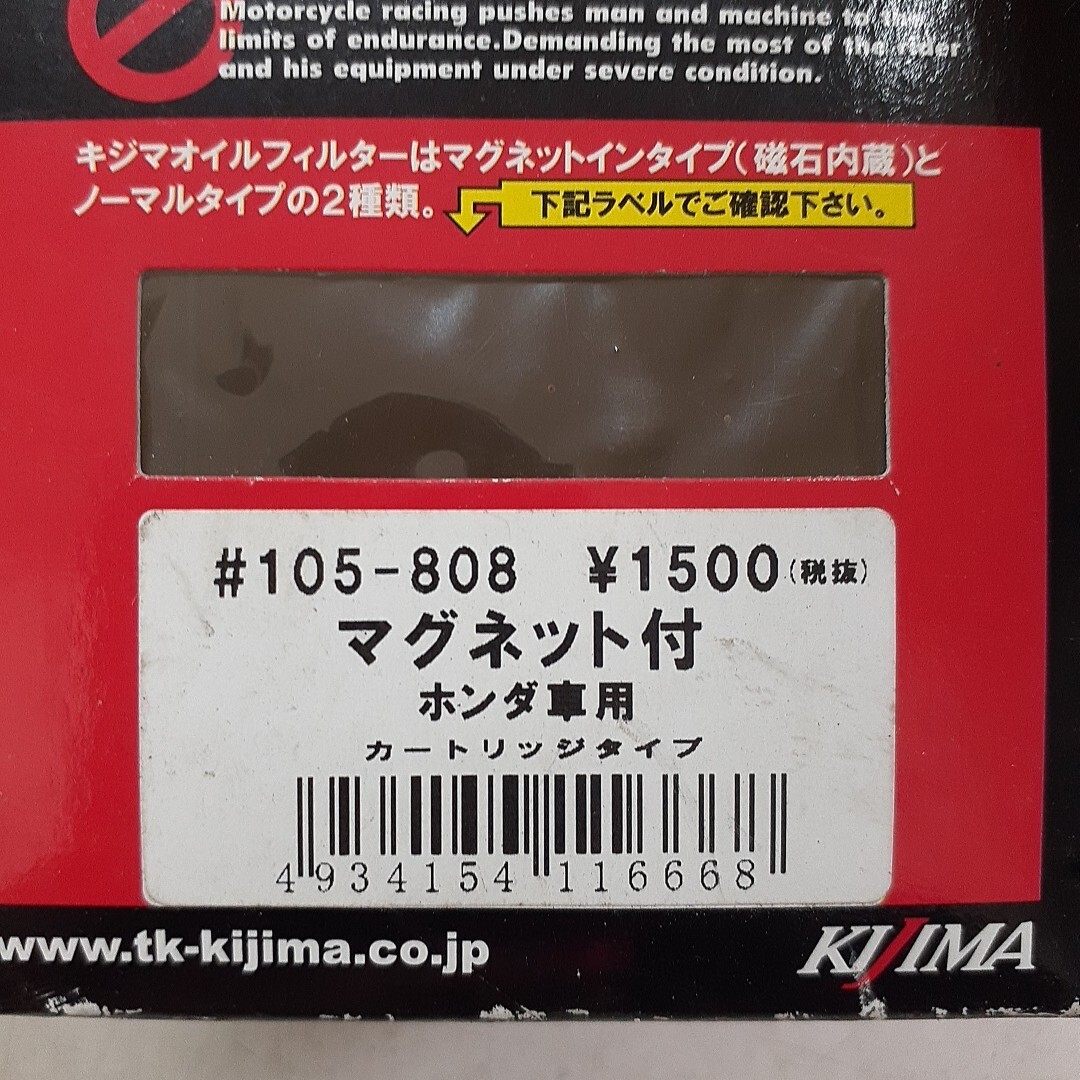 Motorcycle racing pushes man and machine to the
limits of endurance.Demanding the most of the rider
and his equipment under severe condition.
キジマオイルフィルターはマグネットインタイプ(磁石内蔵)と
ノーマルタイプの2種類。
下記ラベルでご確認下さい。
#105-808 ¥1500(税抜)
マグネット付
ホンダ車用
カートリッジタイプ
4934154116668
www.tk-kijima.co.jp
KIJIMA